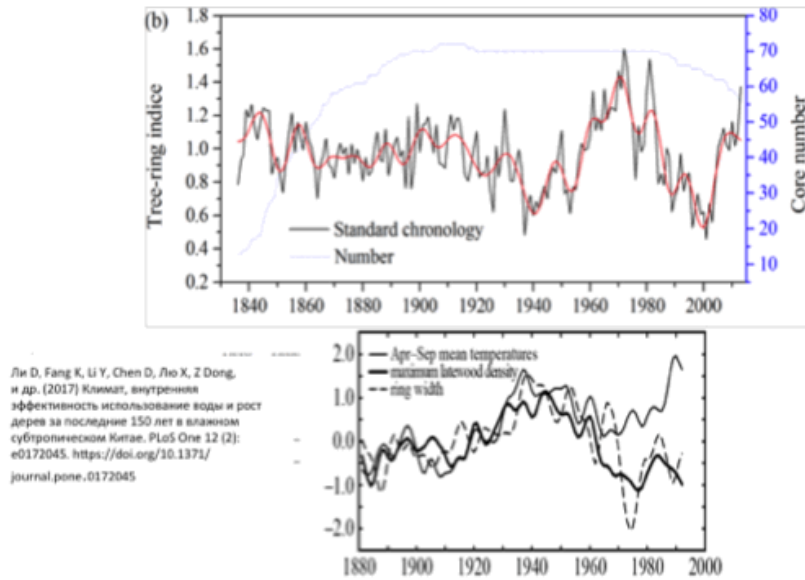 (b)
1.8
1.6
1.4
1.2
1.0
0.8
0.6
0.4
0.2
Tree-ring indice
80
70
60
50
40
30
20
10
Core number
Standard chronology
Number
1840 1860 1880 1900 1920 1940 1960 1980 2000
Ли D, Fang K, Li Y, Chen D, Лю X, Z Dong,
и др. (2017) Климат, внутренняя
эффективность использование воды и рост
дерев за последние 150 лет в влажном
субтропическом Китае. PLoS One 12 (2):
e0172045. https://doi.org/10.1371/
journal.pone.0172045
2.0
1.0
0.0
−1.0
−2.0
Apr–Sep mean temperatures
maximum latewood density
ring width
1880 1900 1920 1940 1960 1980 2000